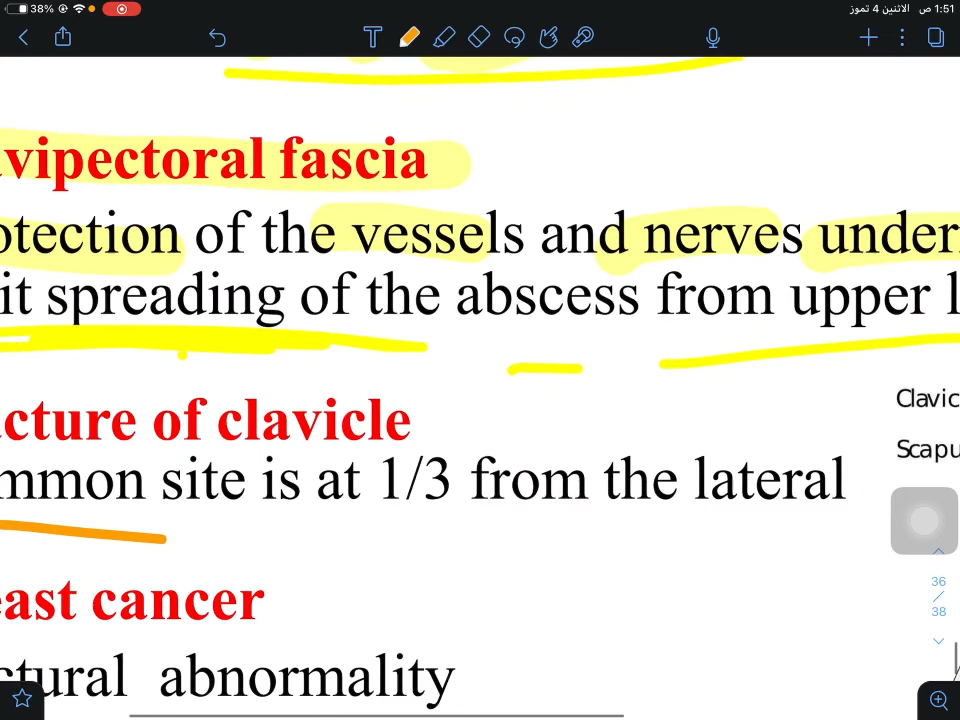 38%
1:51 ص الاثنين 4 تموز
avipectoral fascia
otection of the vessels and nerves under
it spreading of the abscess from upper l
Clavic
acture of clavicle
Scapu
mmon site is at 1/3 from the lateral
36
/
38
east cancer
ctural abnormality